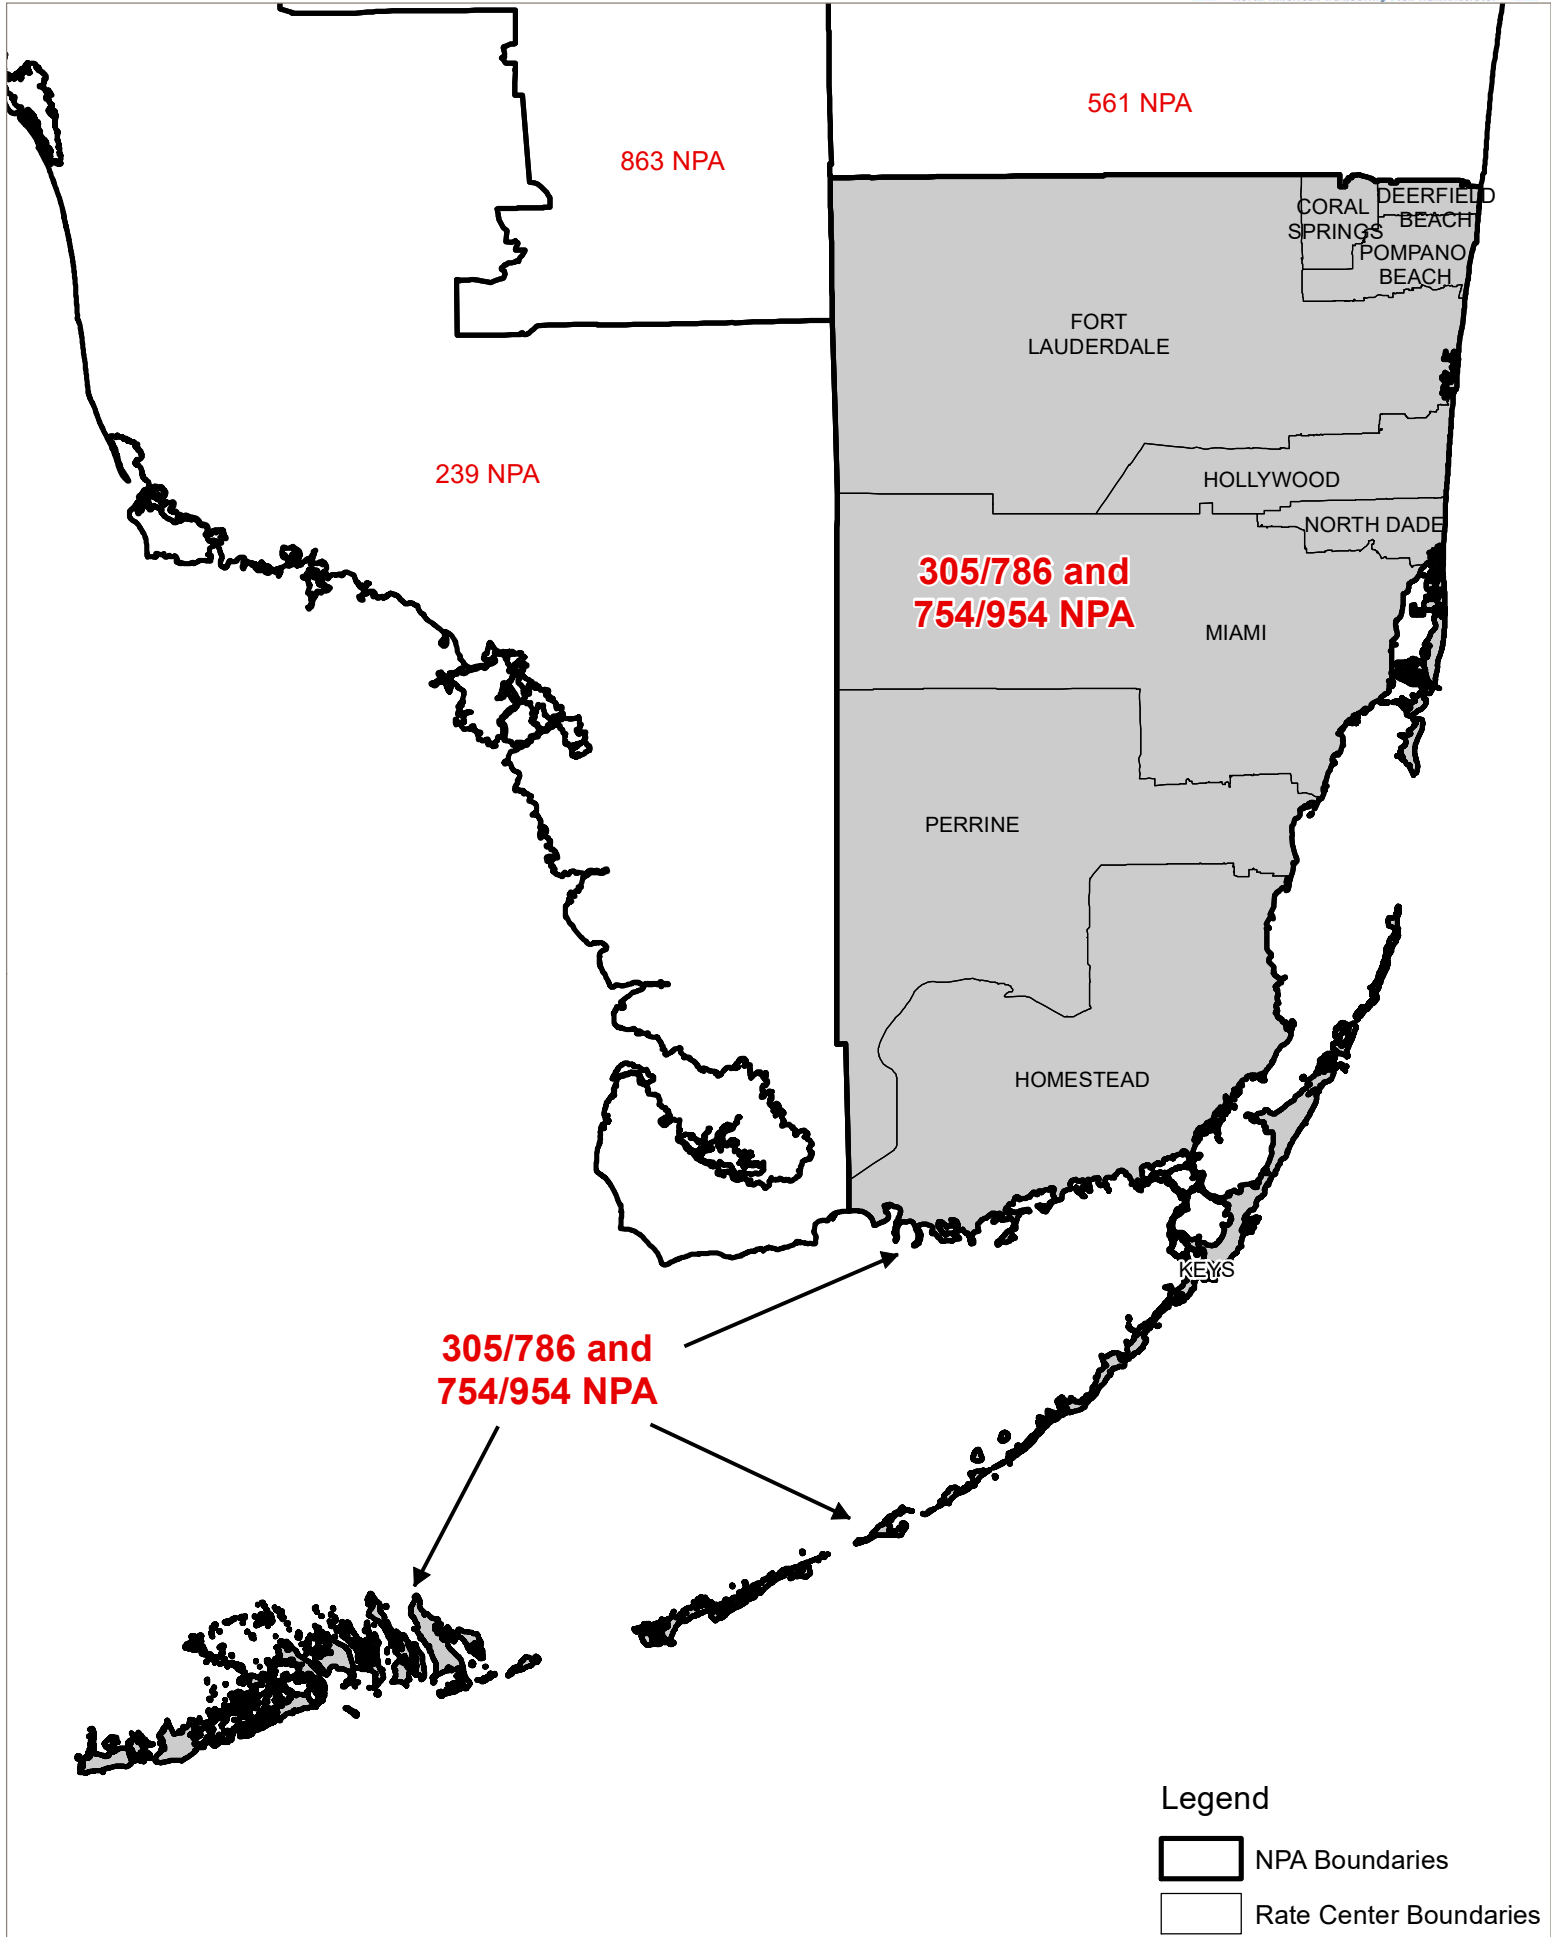 561 NPA
863 NPA
DEERFIELD
BEACH
CORAL
SPRINGS
POMPANO
BEACH
FORT
LAUDERDALE
239 NPA
HOLLYWOOD
NORTH DADE
305/786 and
754/954 NPA
MIAMI
PERRINE
HOMESTEAD
KEYS
305/786 and
754/954 NPA
Legend
NPA Boundaries
Rate Center Boundaries